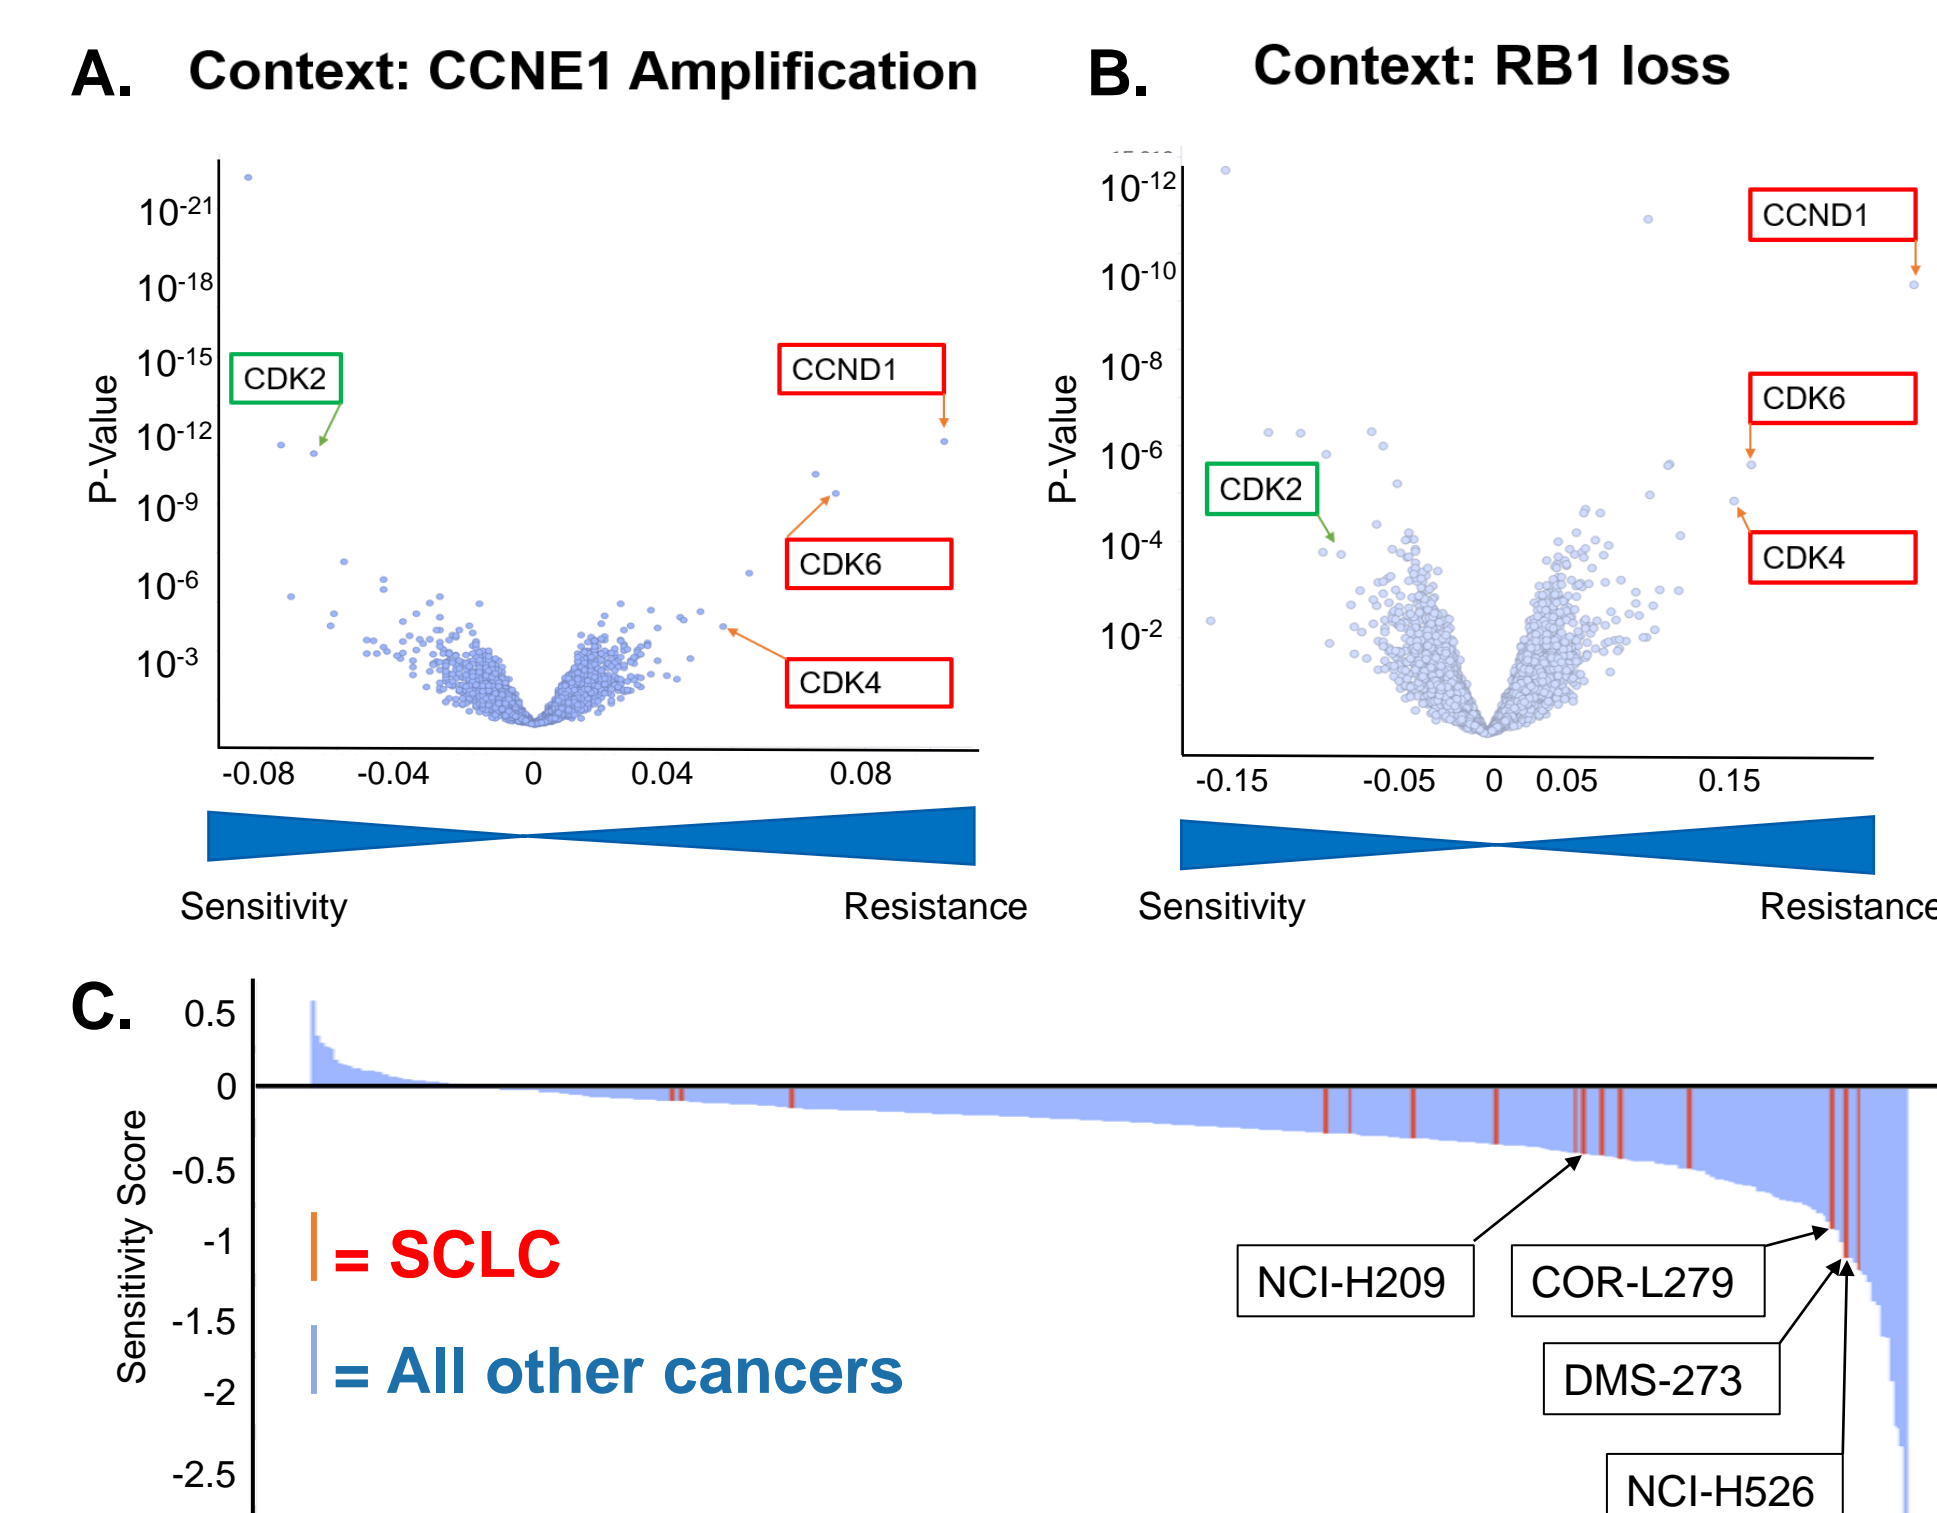 A. Context: CCNE1 Amplification
10-21
10-18
10-15
10-12
10-9
10-6
10-3
P-Value
CDK2
CCND1
CDK6
CDK4
-0.08 -0.04 0 0.04 0.08
Sensitivity Resistance
B. Context: RB1 loss
10-12
10-10
10-8
10-6
10-4
10-2
P-Value
CCND1
CDK6
CDK2
CDK4
-0.15 -0.05 0 0.05 0.15
Sensitivity Resistance
C.
0.5
0
-0.5
-1
-1.5
-2
-2.5
Sensitivity Score
= SCLC
= All other cancers
NCI-H209
COR-L279
DMS-273
NCI-H526